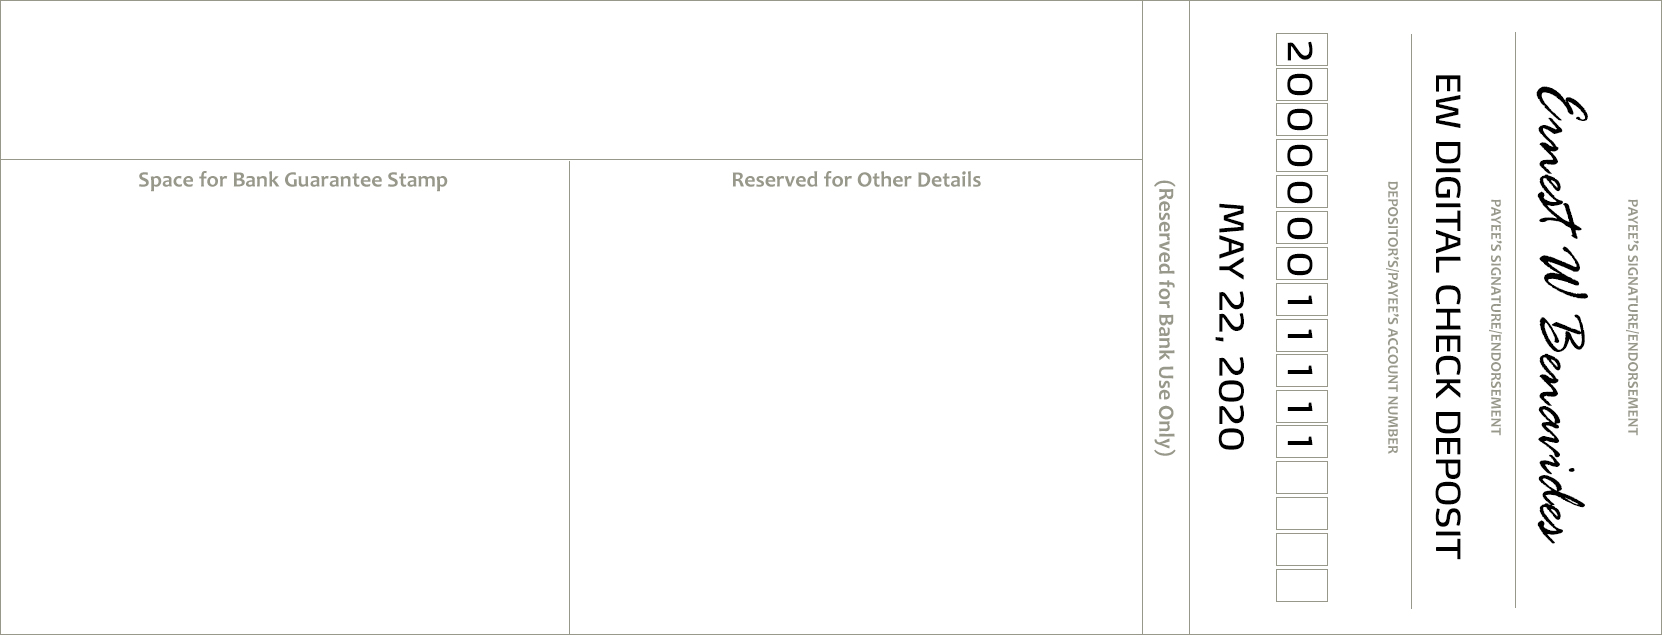 PAYEE'S SIGNATURE/ENDORSEMENT
Ernest W Benavides
PAYEE'S SIGNATURE/ENDORSEMENT
EW DIGITAL CHECK DEPOSIT
DEPOSITOR'S/PAYEE'S ACCOUNT NUMBER
200000011111
MAY 22, 2020
(Reserved for Bank Use Only)
Space for Bank Guarantee Stamp
Reserved for Other Details